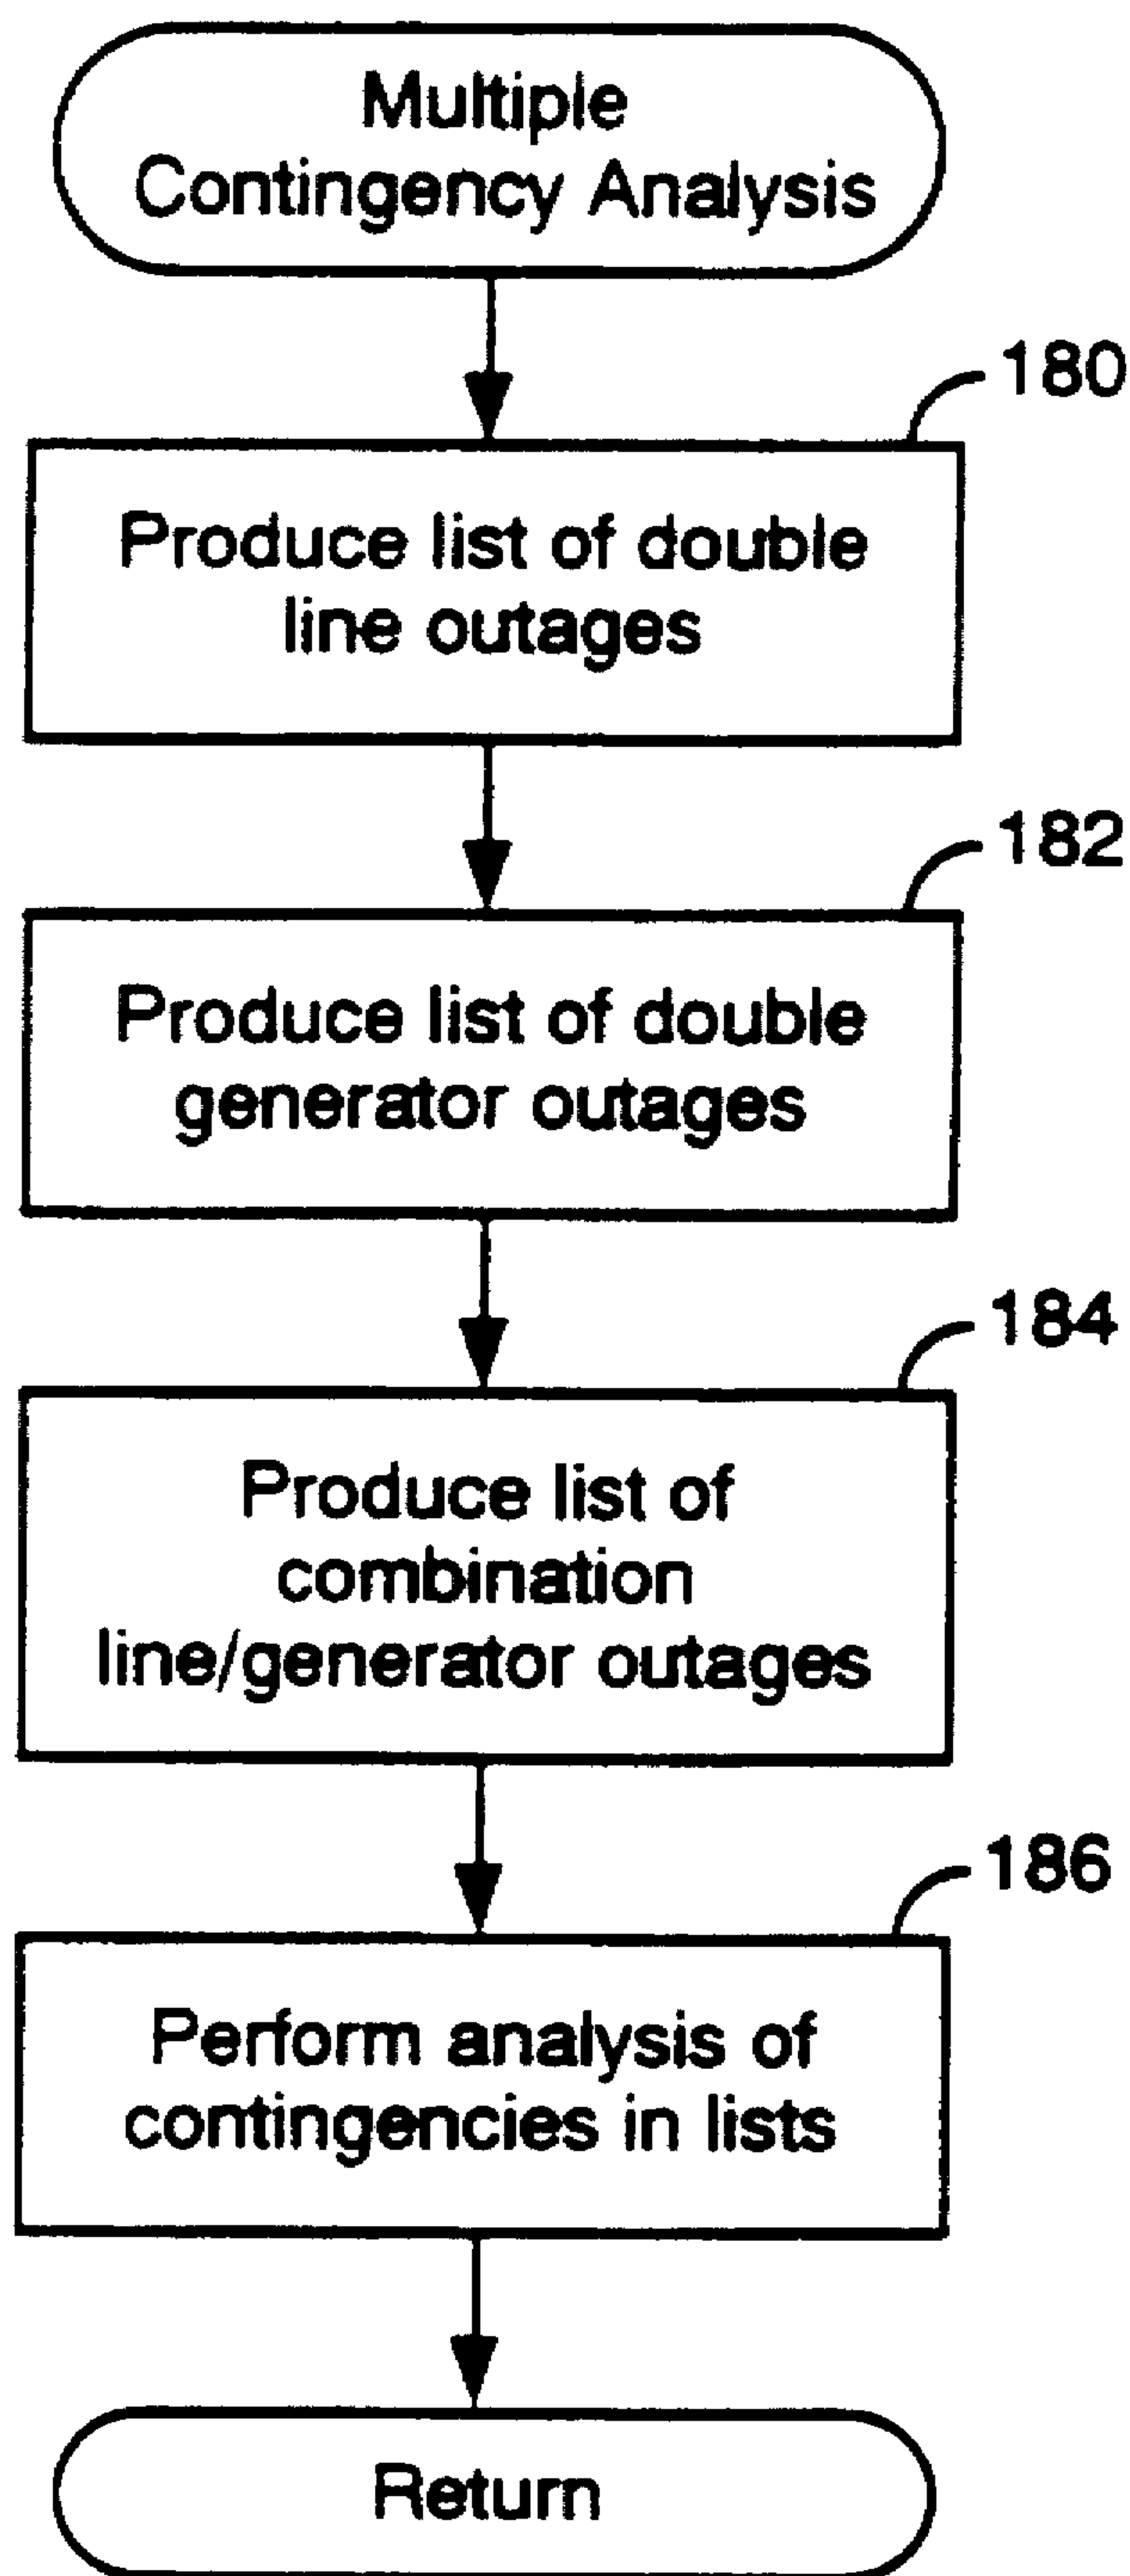 Multiple
Contingency Analysis
180
Produce list of double
line outages
182
Produce list of double
generator outages
184
Produce list of
combination
line/generator outages
186
Perform analysis of
contingencies in lists
Return